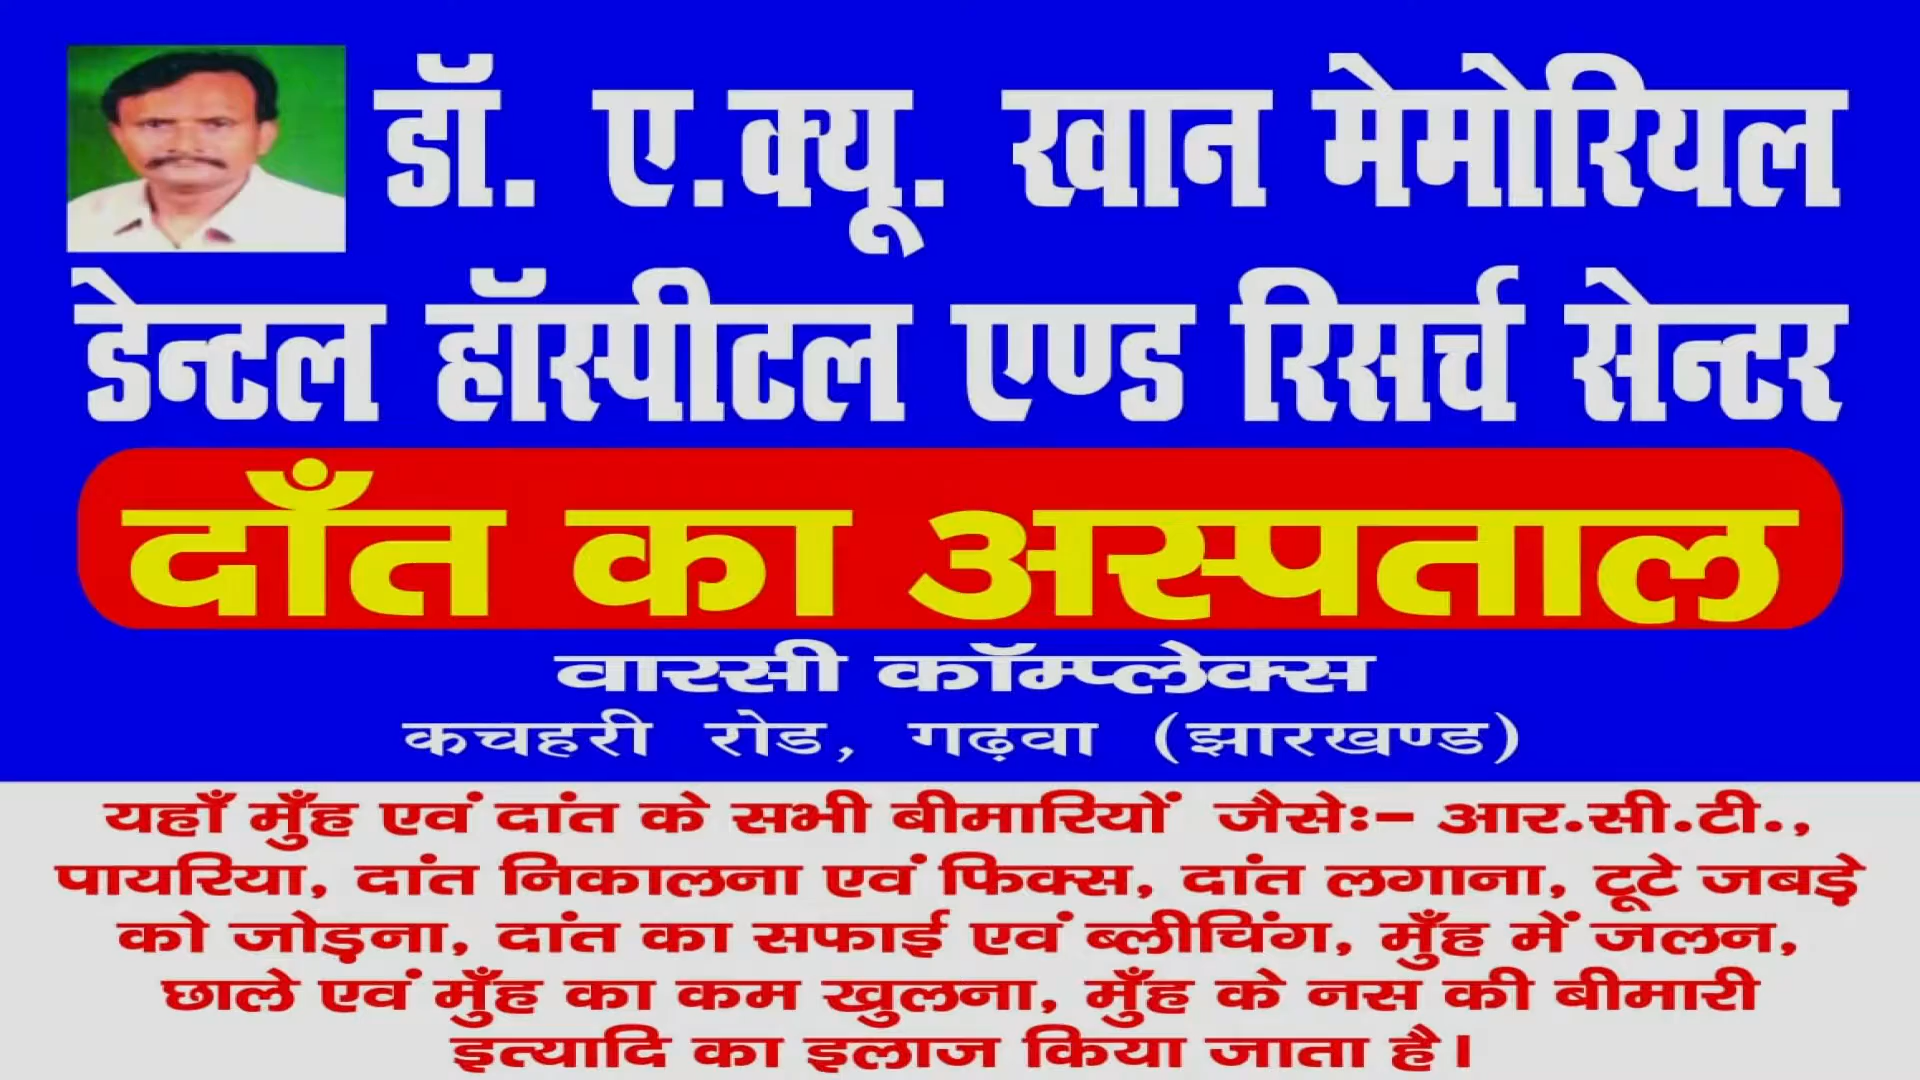 डॉ. ए.क्यू. खान मेमोरियल
डेन्टल हॉस्पीटल एण्ड रिसर्च सेन्टर
दाँत का अस्पताल
वारसी कॉम्प्लेक्स
कचहरी रोड, गढ़वा (झारखण्ड)
यहाँ मुँह एवं दांत के सभी बीमारियों जैसेः- आर.सी.टी.,
पायरिया, दांत निकालना एवं फिक्स, दांत लगाना, टूटे जबड़े
को जोड़ना, दांत का सफाई एवं ब्लीचिंग, मुँह में जलन,
छाले एवं मुँह का कम खुलना, मुँह के नस की बीमारी
इत्यादि का इलाज किया जाता है।